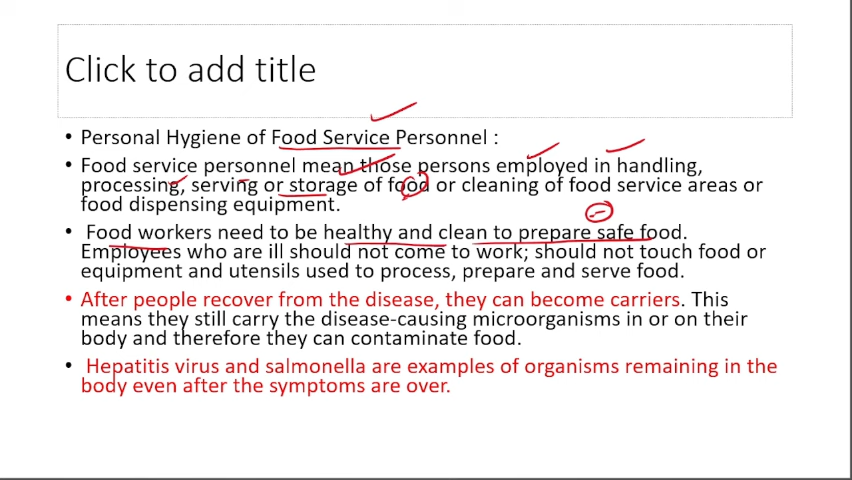 Click to add title
• Personal Hygiene of Food Service Personnel :
• Food service personnel mean those persons employed in handling,
processing, serving or storage of food or cleaning of food service areas or
food dispensing equipment.
• Food workers need to be healthy and clean to prepare safe food.
Employees who are ill should not come to work; should not touch food or
equipment and utensils used to process, prepare and serve food.
• After people recover from the disease, they can become carriers. This
means they still carry the disease-causing microorganisms in or on their
body and therefore they can contaminate food.
• Hepatitis virus and salmonella are examples of organisms remaining in the
body even after the symptoms are over.